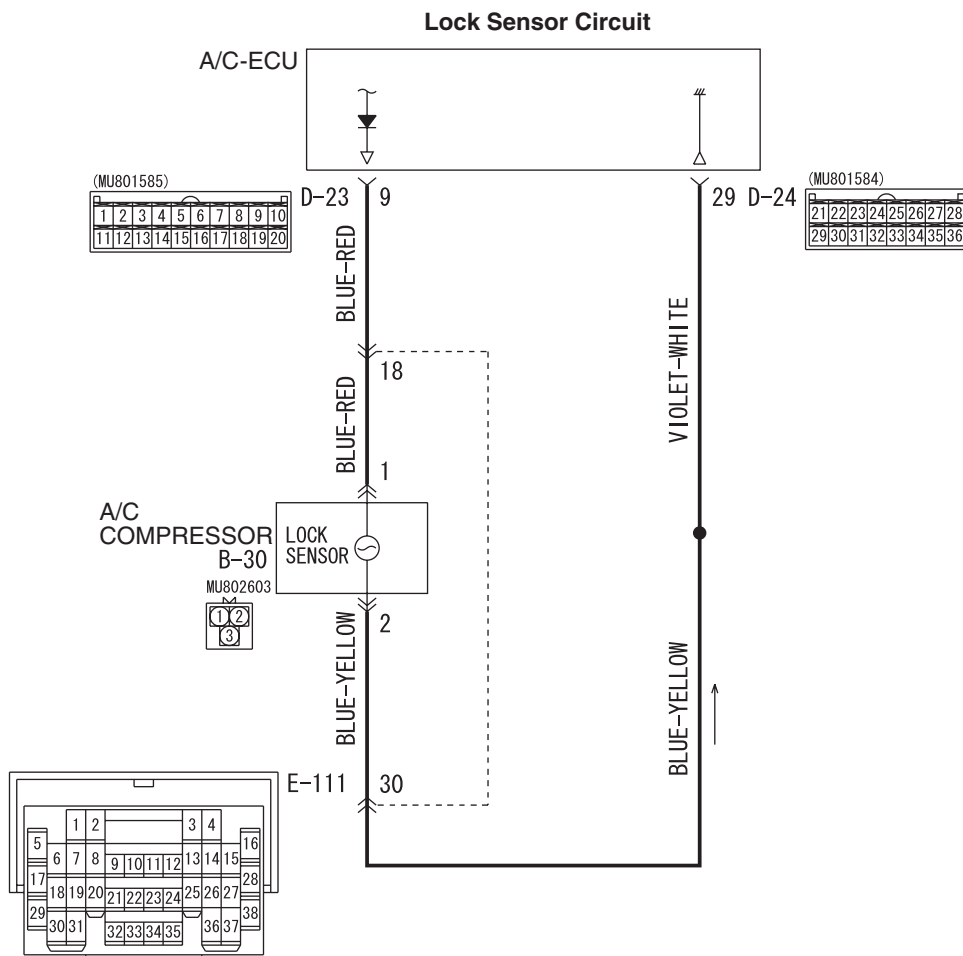 Lock Sensor Circuit
A/C-ECU
(MU801585)
1 2 3 4 5 6 7 8 9 10
11 12 13 14 15 16 17 18 19 20
D-23 9
29 D-24
(MU801584)
21 22 23 24 25 26 27 28
29 30 31 32 33 34 35 36
BLUE-RED
VIOLET-WHITE
18
BLUE-RED
1
A/C
COMPRESSOR
B-30
LOCK
SENSOR
MU802603
1 2
3
2
BLUE-YELLOW
BLUE-YELLOW
E-111 30
1 2 3 4
5 16
6 7 8 9 10 11 12 13 14 15
17 28
18 19 20 21 22 23 24 25 26 27
29 38
30 31 32 33 34 35 36 37